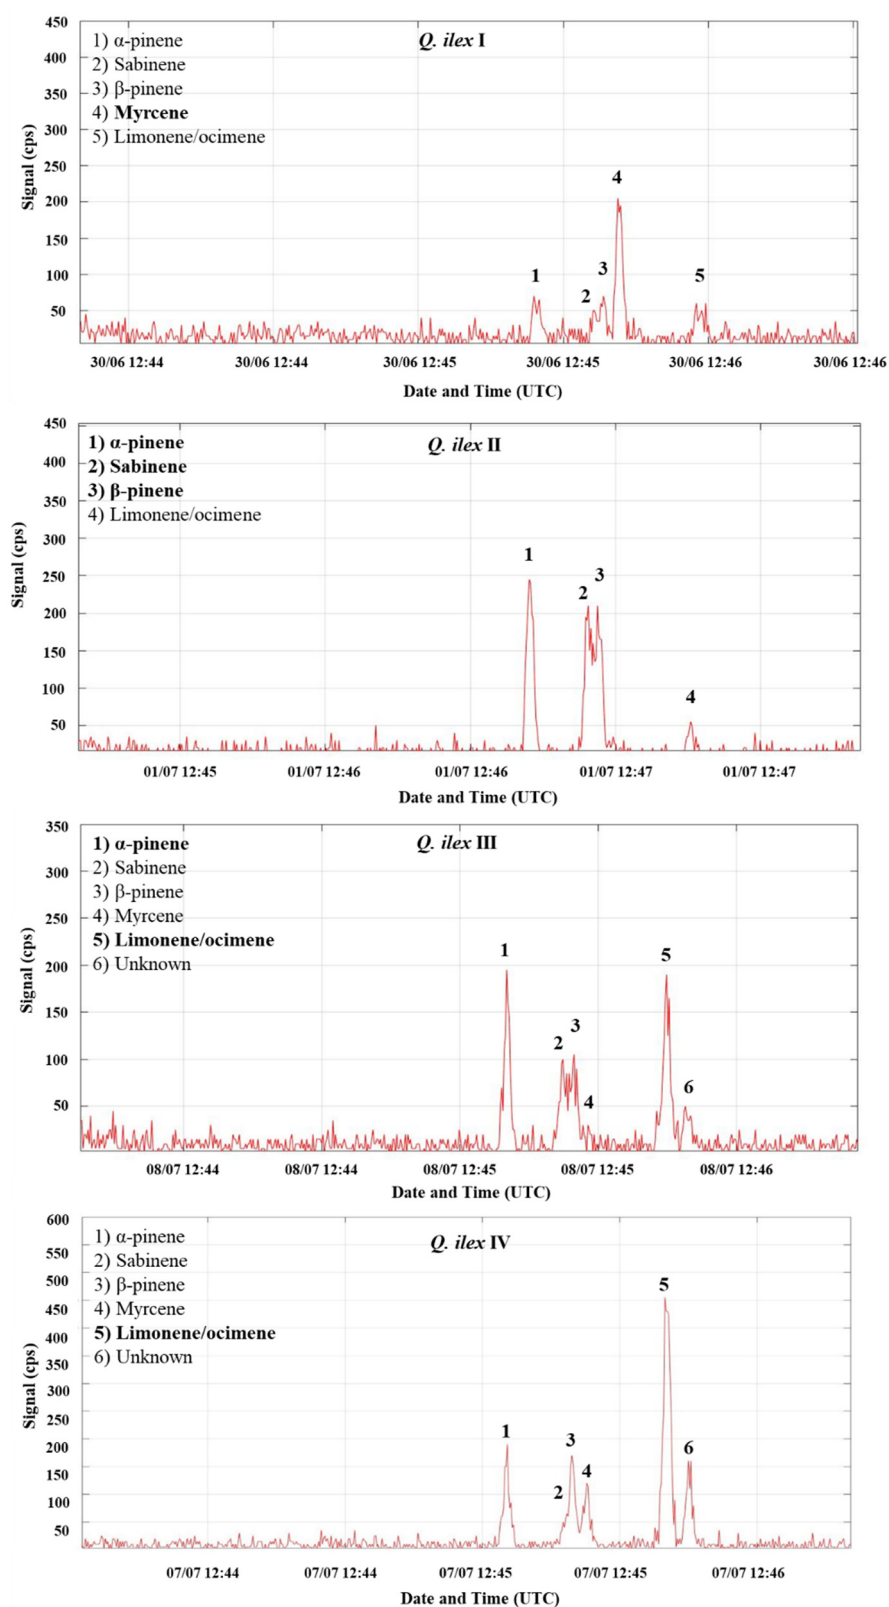 Q. ilex I
1) α-pinene
2) Sabinene
3) β-pinene
4) Myrcene
5) Limonene/ocimene
Signal (cps)
450
400
350
300
250
200
150
100
50
1
2
3
4
5
30/06 12:44 30/06 12:44 30/06 12:45 30/06 12:45 30/06 12:46 30/06 12:46
Date and Time (UTC)
Q. ilex II
1) α-pinene
2) Sabinene
3) β-pinene
4) Limonene/ocimene
Signal (cps)
450
400
350
300
250
200
150
100
50
1
2
3
4
01/07 12:45 01/07 12:46 01/07 12:46 01/07 12:47 01/07 12:47
Date and Time (UTC)
Q. ilex III
1) α-pinene
2) Sabinene
3) β-pinene
4) Myrcene
5) Limonene/ocimene
6) Unknown
Signal (cps)
350
300
250
200
150
100
50
1
2
3
4
5
6
08/07 12:44 08/07 12:44 08/07 12:45 08/07 12:45 08/07 12:46
Date and Time (UTC)
Q. ilex IV
1) α-pinene
2) Sabinene
3) β-pinene
4) Myrcene
5) Limonene/ocimene
6) Unknown
Signal (cps)
600
550
500
450
400
350
300
250
200
150
100
50
1
2
3
4
5
6
07/07 12:44 07/07 12:44 07/07 12:45 07/07 12:45 07/07 12:46
Date and Time (UTC)